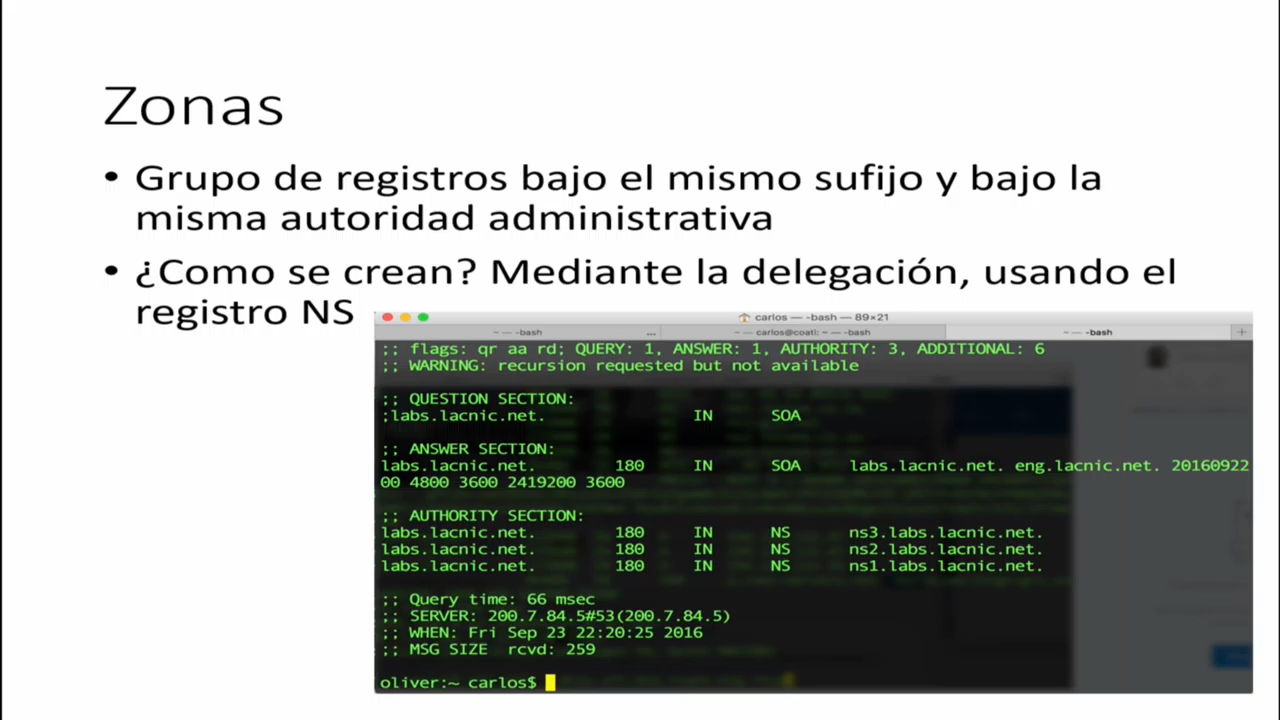 Zonas
• Grupo de registros bajo el mismo sufijo y bajo la
misma autoridad administrativa
• ¿Como se crean? Mediante la delegación, usando el
registro NS
carlos — -bash — 89×21
~ — -bash ... ~ — carlos@coatl: ~ — -bash ~ — -bash +
;; flags: qr aa rd; QUERY: 1, ANSWER: 1, AUTHORITY: 3, ADDITIONAL: 6
;; WARNING: recursion requested but not available
;; QUESTION SECTION:
;labs.lacnic.net. IN SOA
;; ANSWER SECTION:
labs.lacnic.net. 180 IN SOA labs.lacnic.net. eng.lacnic.net. 20160922
00 4800 3600 2419200 3600
;; AUTHORITY SECTION:
labs.lacnic.net. 180 IN NS ns3.labs.lacnic.net.
labs.lacnic.net. 180 IN NS ns2.labs.lacnic.net.
labs.lacnic.net. 180 IN NS ns1.labs.lacnic.net.
;; Query time: 66 msec
;; SERVER: 200.7.84.5#53(200.7.84.5)
;; WHEN: Fri Sep 23 22:20:25 2016
;; MSG SIZE rcvd: 259
oliver:~ carlos$